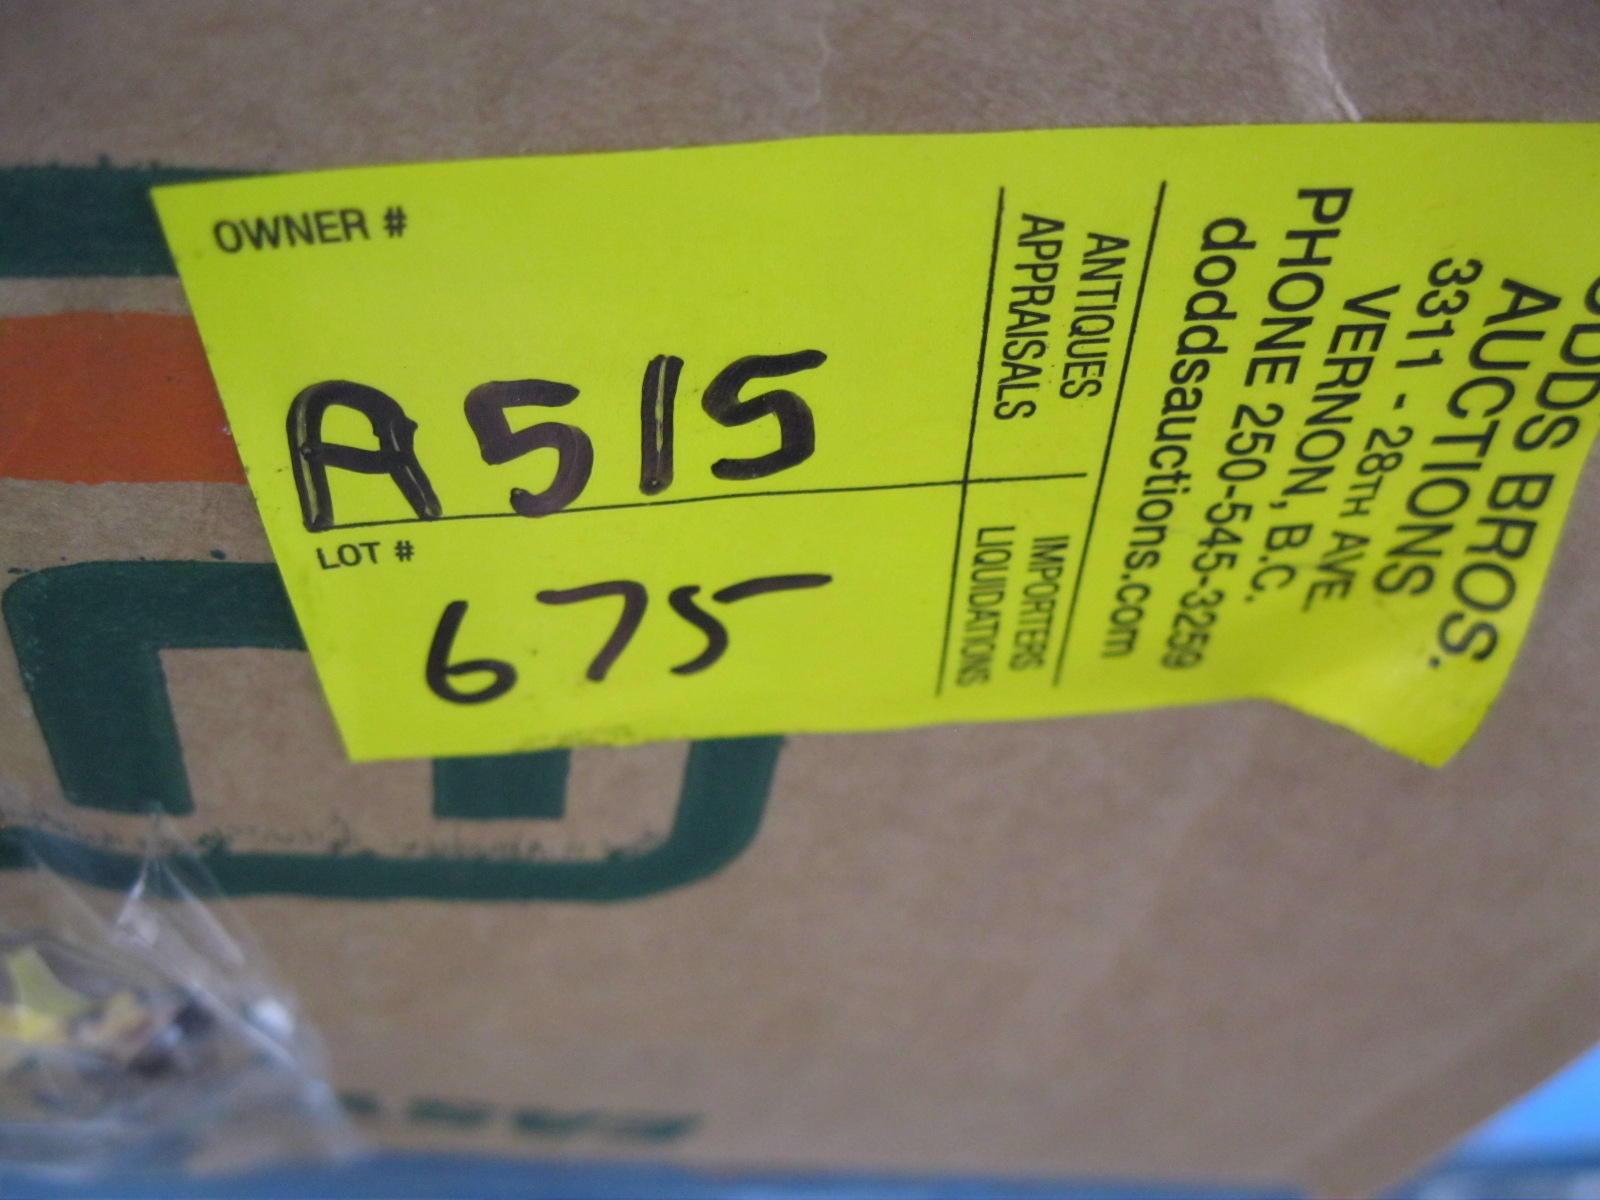 OWNER #
A515
LOT #
675
ANTIQUES
APPRAISALS
IMPORTERS
LIQUIDATIONS
BROS.
AUCTIONS
3311 - 28TH AVE.
VERNON, B.C.
PHONE 250-545-3259
doddsauctions.com